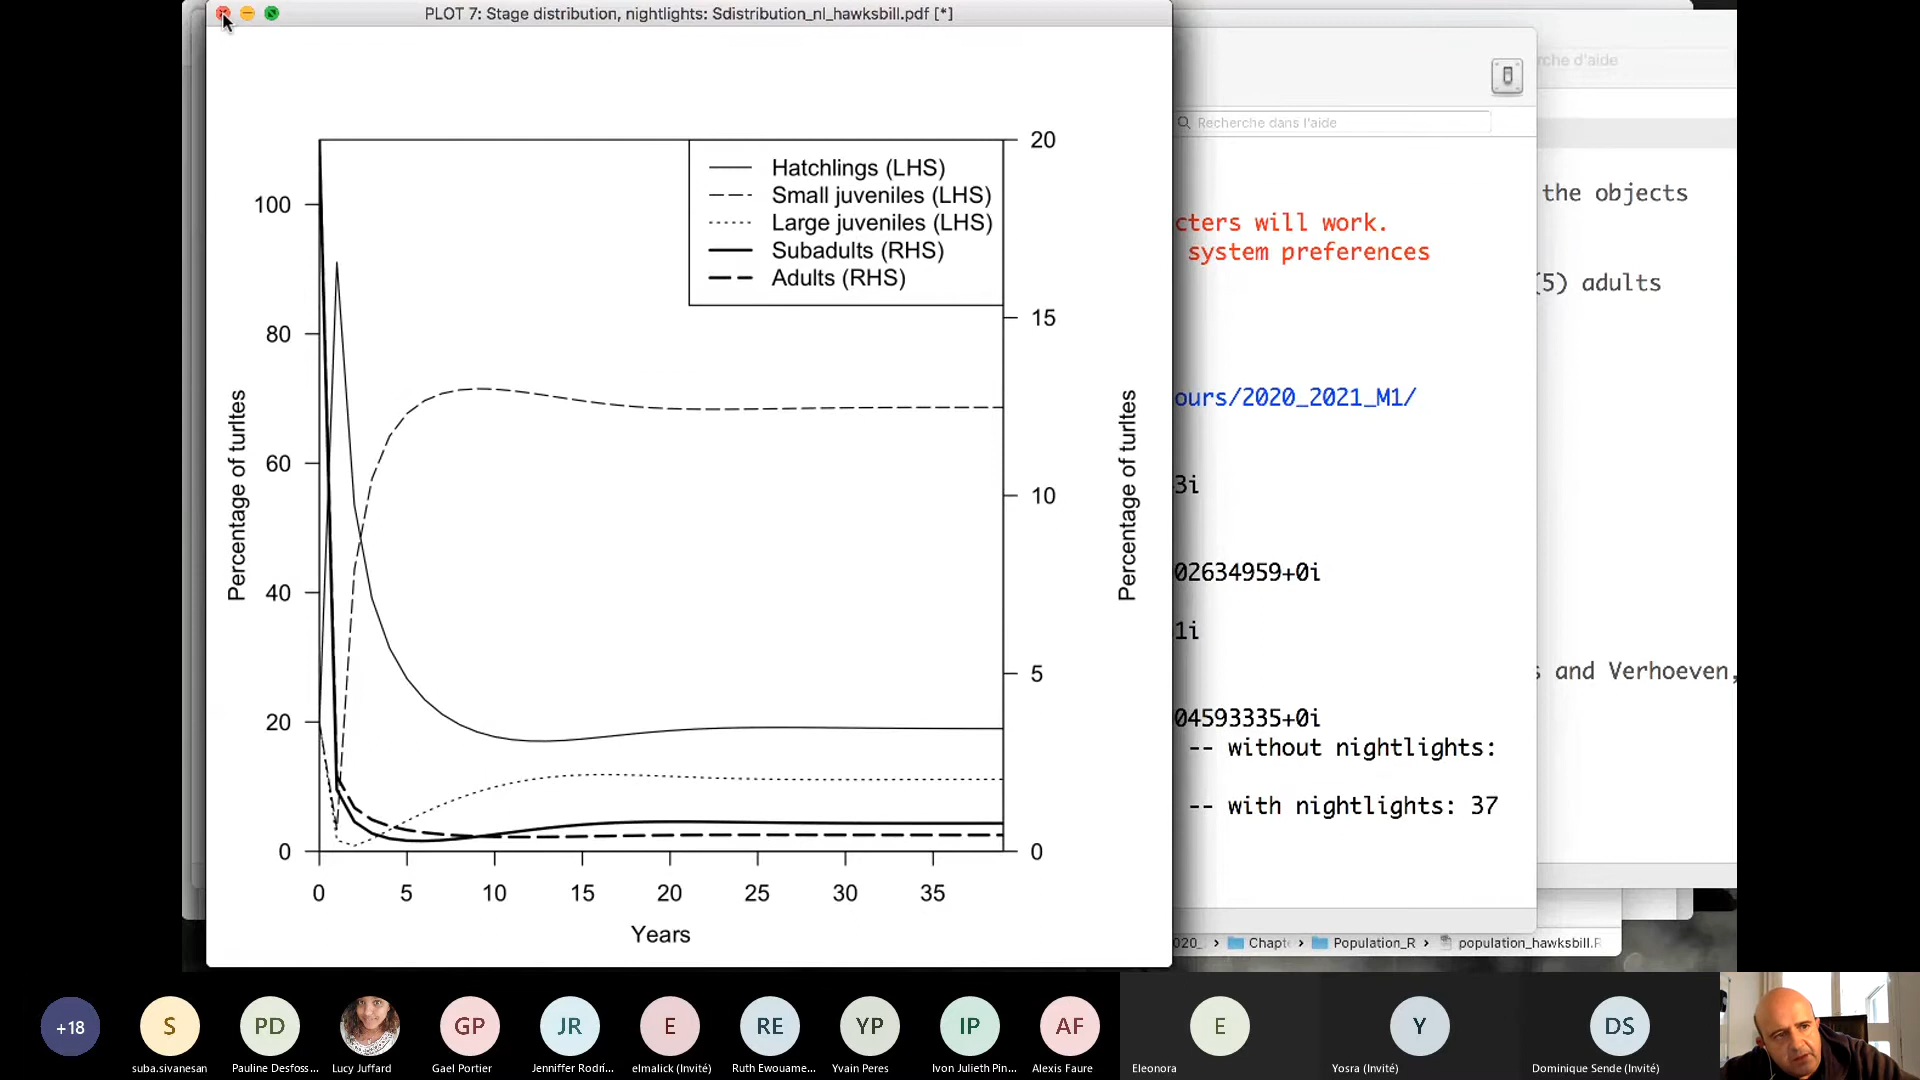 PLOT 7: Stage distribution, nightlights: Sdistribution_nl_hawksbill.pdf [*]
Hatchlings (LHS)
Small juveniles (LHS)
Large juveniles (LHS)
Subadults (RHS)
Adults (RHS)
Percentage of turltes
100
80
60
40
20
0
20
15
10
5
0
Percentage of turltes
0 5 10 15 20 25 30 35
Years
rche d'aide
Recherche dans l'aide
the objects
cters will work.
system preferences
(5) adults
ours/2020_2021_M1/
3i
02634959+0i
1i
s and Verhoeven,
04593335+0i
-- without nightlights:
-- with nightlights: 37
020_ › Chapt › Population_R › population_hawksbill.R
+18
S
PD
GP
JR
E
RE
YP
IP
AF
E
Y
DS
suba.sivanesan
Pauline Desfoss...
Lucy Juffard
Gael Portier
Jenniffer Rodrí...
elmalick (Invité)
Ruth Ewouame...
Yvain Peres
Ivon Julieth Pin...
Alexis Faure
Eleonora
Yosra (Invité)
Dominique Sende (Invité)